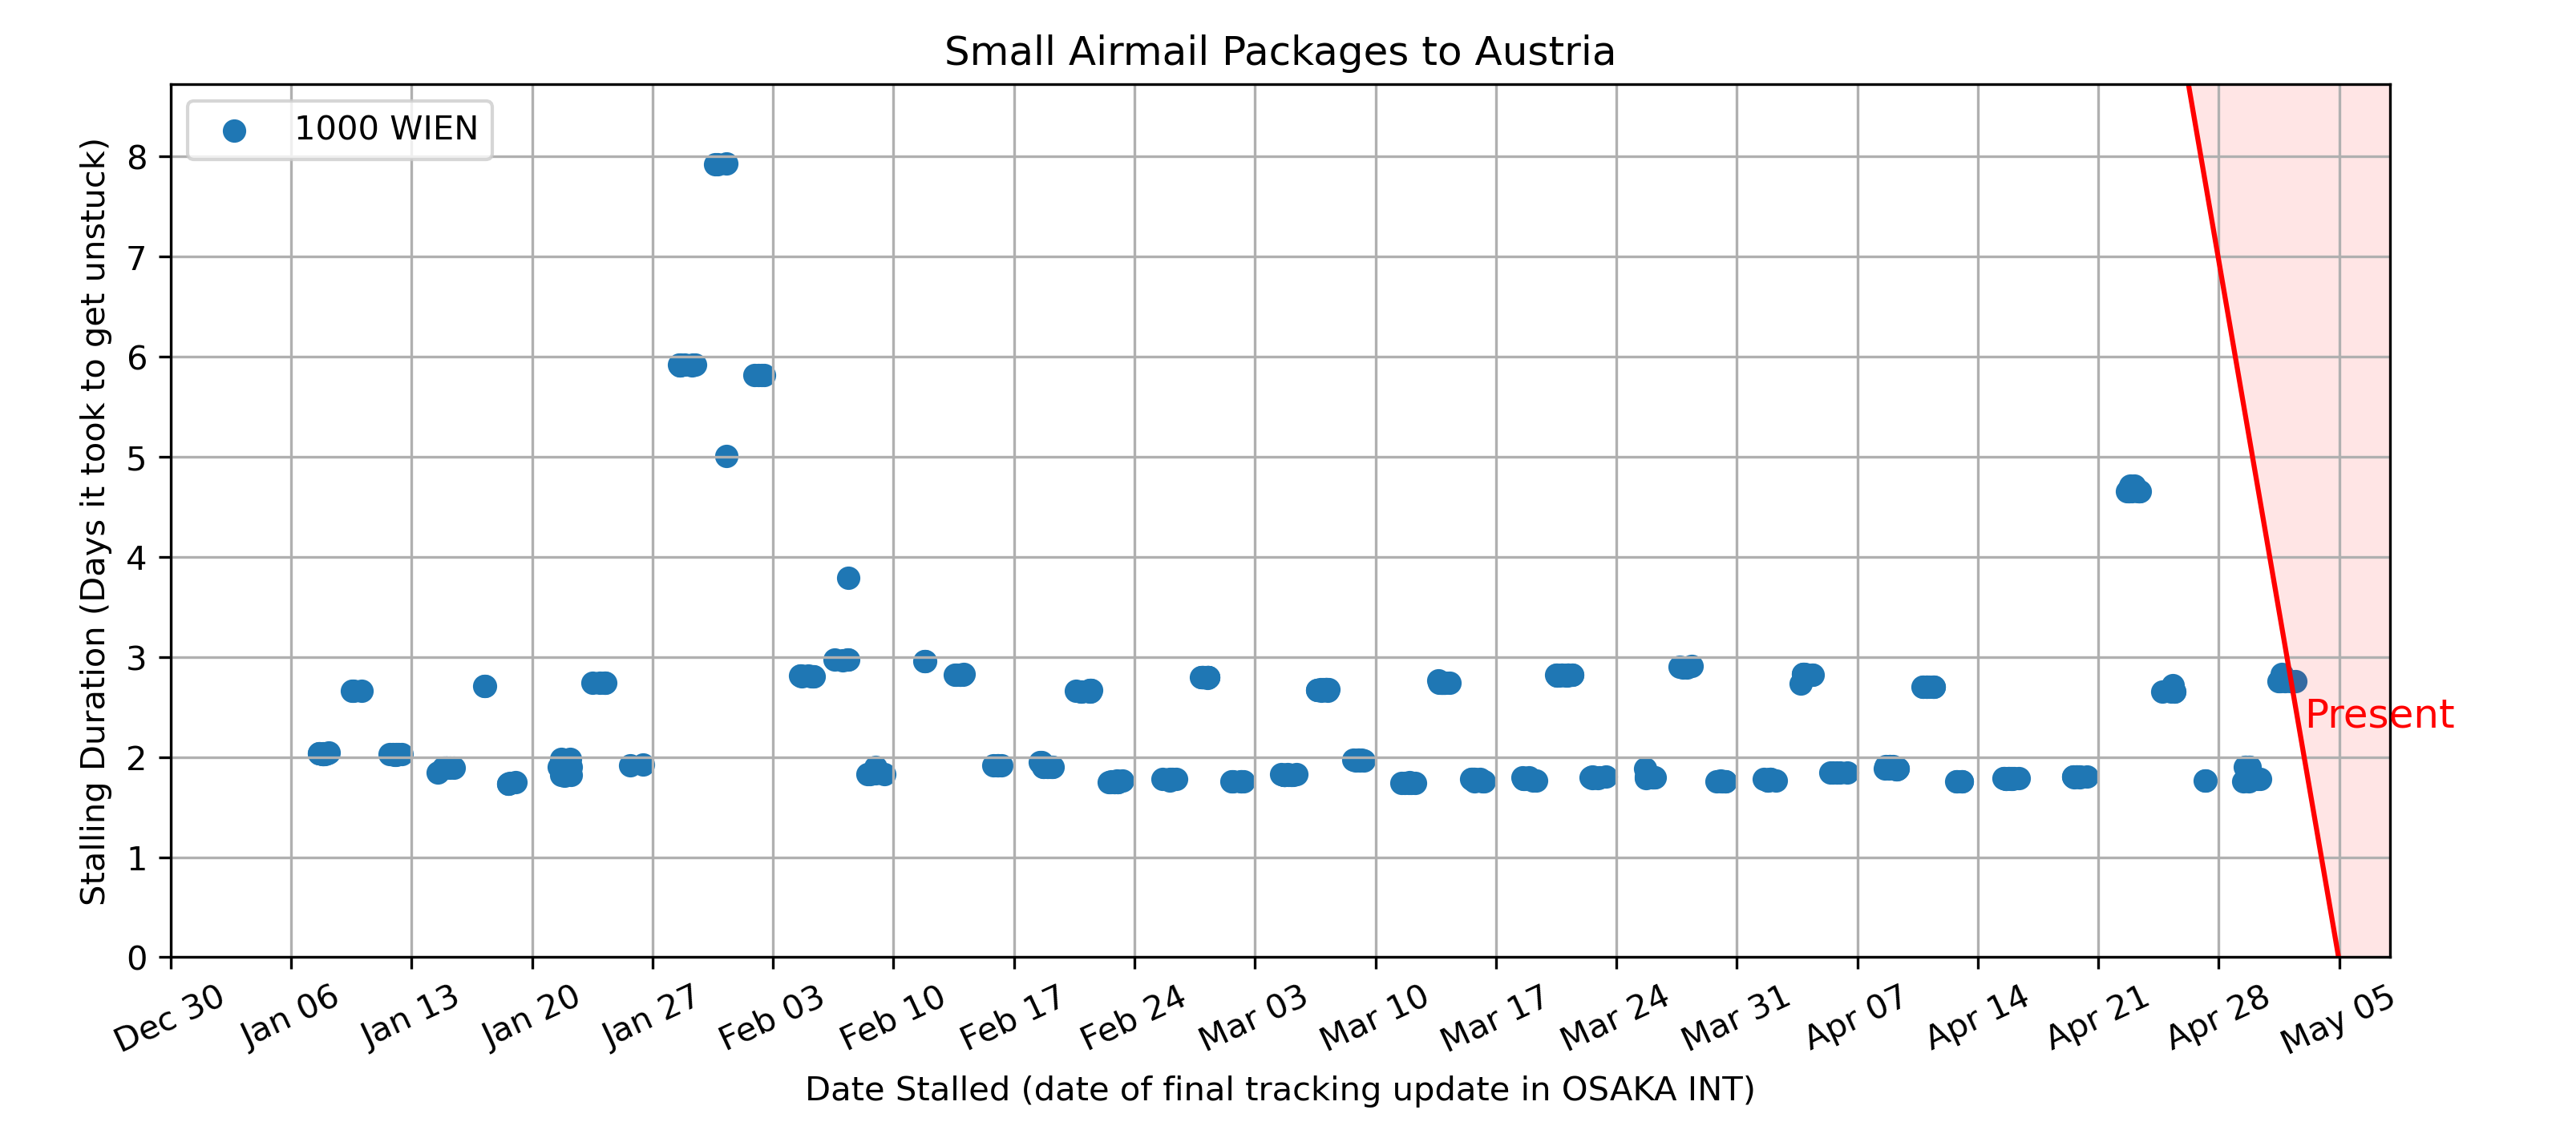 Small Airmail Packages to Austria
1000 WIEN
Stalling Duration (Days it took to get unstuck)
8
7
6
5
4
3
2
1
0
Present
Dec 30
Jan 06
Jan 13
Jan 20
Jan 27
Feb 03
Feb 10
Feb 17
Feb 24
Mar 03
Mar 10
Mar 17
Mar 24
Mar 31
Apr 07
Apr 14
Apr 21
Apr 28
May 05
Date Stalled (date of final tracking update in OSAKA INT)